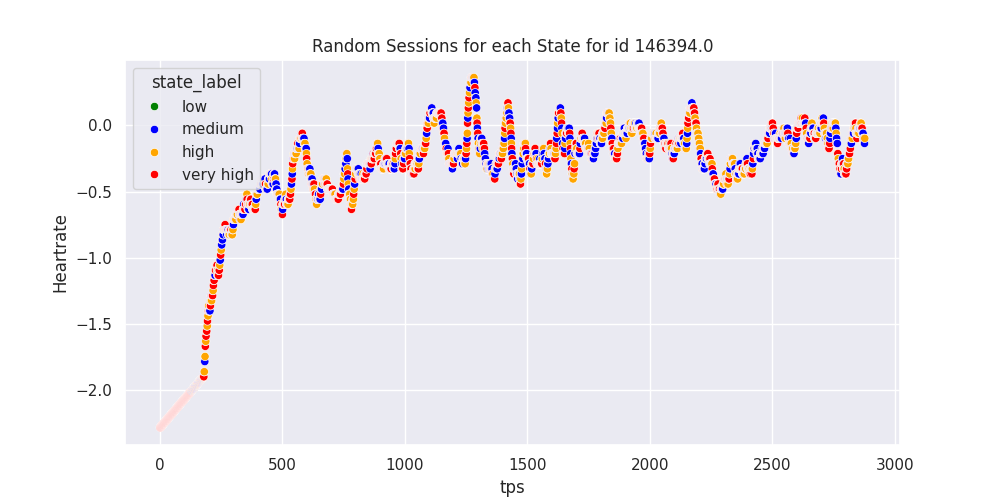 Random Sessions for each State for id 146394.0
state_label
low
medium
high
very high
0.0
−0.5
−1.0
−1.5
−2.0
Heartrate
0 500 1000 1500 2000 2500 3000
tps